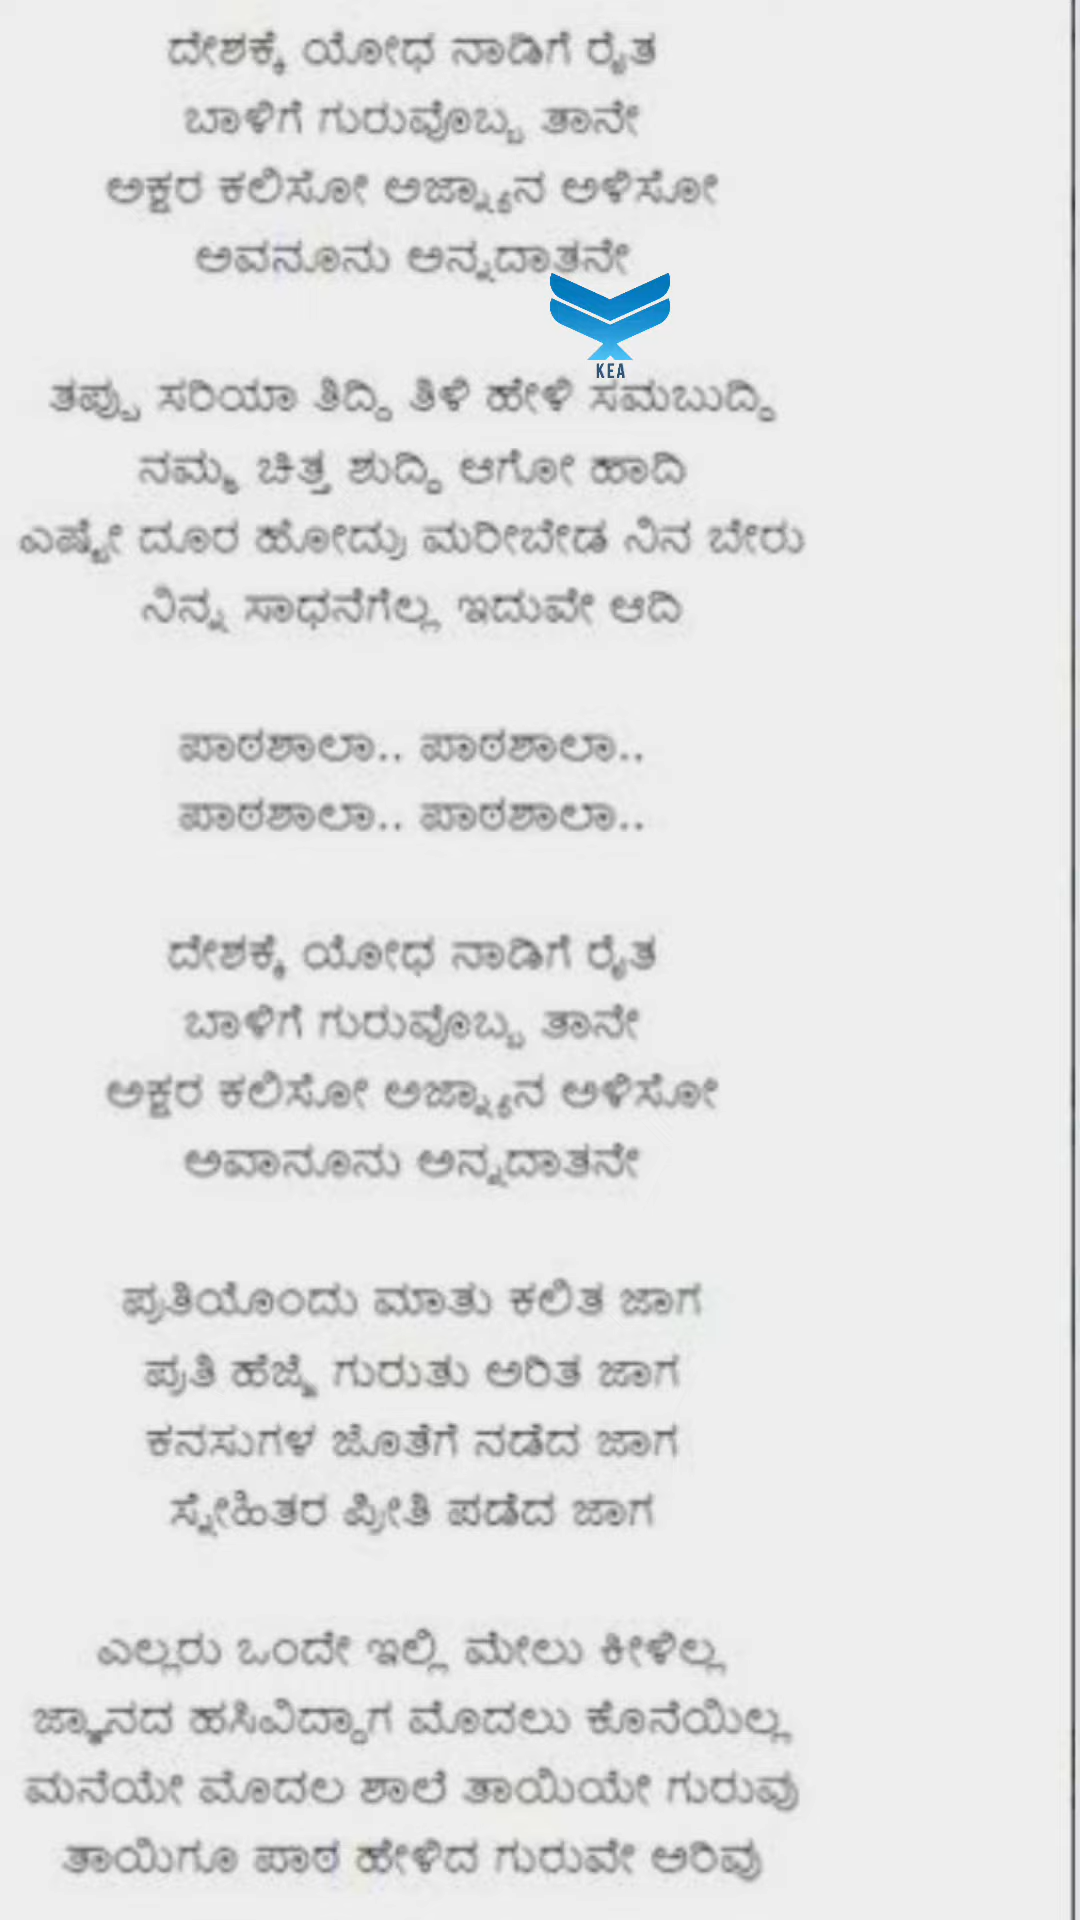 ದೇಶಕ್ಕೆ ಯೋಧ ನಾಡಿಗೆ ರೈತ
ಬಾಳಿಗೆ ಗುರುವೊಬ್ಬ ತಾನೇ
ಅಕ್ಷರ ಕಲಿಸೋ ಅಜ್ನ್ಯಾನ ಅಳಿಸೋ
ಅವನೂನು ಅನ್ನದಾತನೇ
KEA
ತಪ್ಪು ಸರಿಯಾ ತಿದ್ದಿ ತಿಳಿ ಹೇಳಿ ಸಮಬುದ್ದಿ
ನಮ್ಮ ಚಿತ್ತ ಶುದ್ದಿ ಆಗೋ ಹಾದಿ
ಎಷ್ಟೇ ದೂರ ಹೋದ್ರು ಮರೀಬೇಡ ನಿನ ಬೇರು
ನಿನ್ನ ಸಾಧನೆಗೆಲ್ಲ ಇದುವೇ ಆದಿ
ಪಾಠಶಾಲಾ.. ಪಾಠಶಾಲಾ..
ಪಾಠಶಾಲಾ.. ಪಾಠಶಾಲಾ..
ದೇಶಕ್ಕೆ ಯೋಧ ನಾಡಿಗೆ ರೈತ
ಬಾಳಿಗೆ ಗುರುವೊಬ್ಬ ತಾನೇ
ಅಕ್ಷರ ಕಲಿಸೋ ಅಜ್ನ್ಯಾನ ಅಳಿಸೋ
ಅವಾನೂನು ಅನ್ನದಾತನೇ
ಪ್ರತಿಯೊಂದು ಮಾತು ಕಲಿತ ಜಾಗ
ಪ್ರತಿ ಹೆಜ್ಜೆ ಗುರುತು ಅರಿತ ಜಾಗ
ಕನಸುಗಳ ಜೊತೆಗೆ ನಡೆದ ಜಾಗ
ಸ್ನೇಹಿತರ ಪ್ರೀತಿ ಪಡೆದ ಜಾಗ
ಎಲ್ಲರು ಒಂದೇ ಇಲ್ಲಿ ಮೇಲು ಕೀಳಿಲ್ಲ
ಜ್ಞಾನದ ಹಸಿವಿದ್ದಾಗ ಮೊದಲು ಕೊನೆಯಿಲ್ಲ
ಮನೆಯೇ ಮೊದಲ ಶಾಲೆ ತಾಯಿಯೇ ಗುರುವು
ತಾಯಿಗೂ ಪಾಠ ಹೇಳಿದ ಗುರುವೇ ಅರಿವು